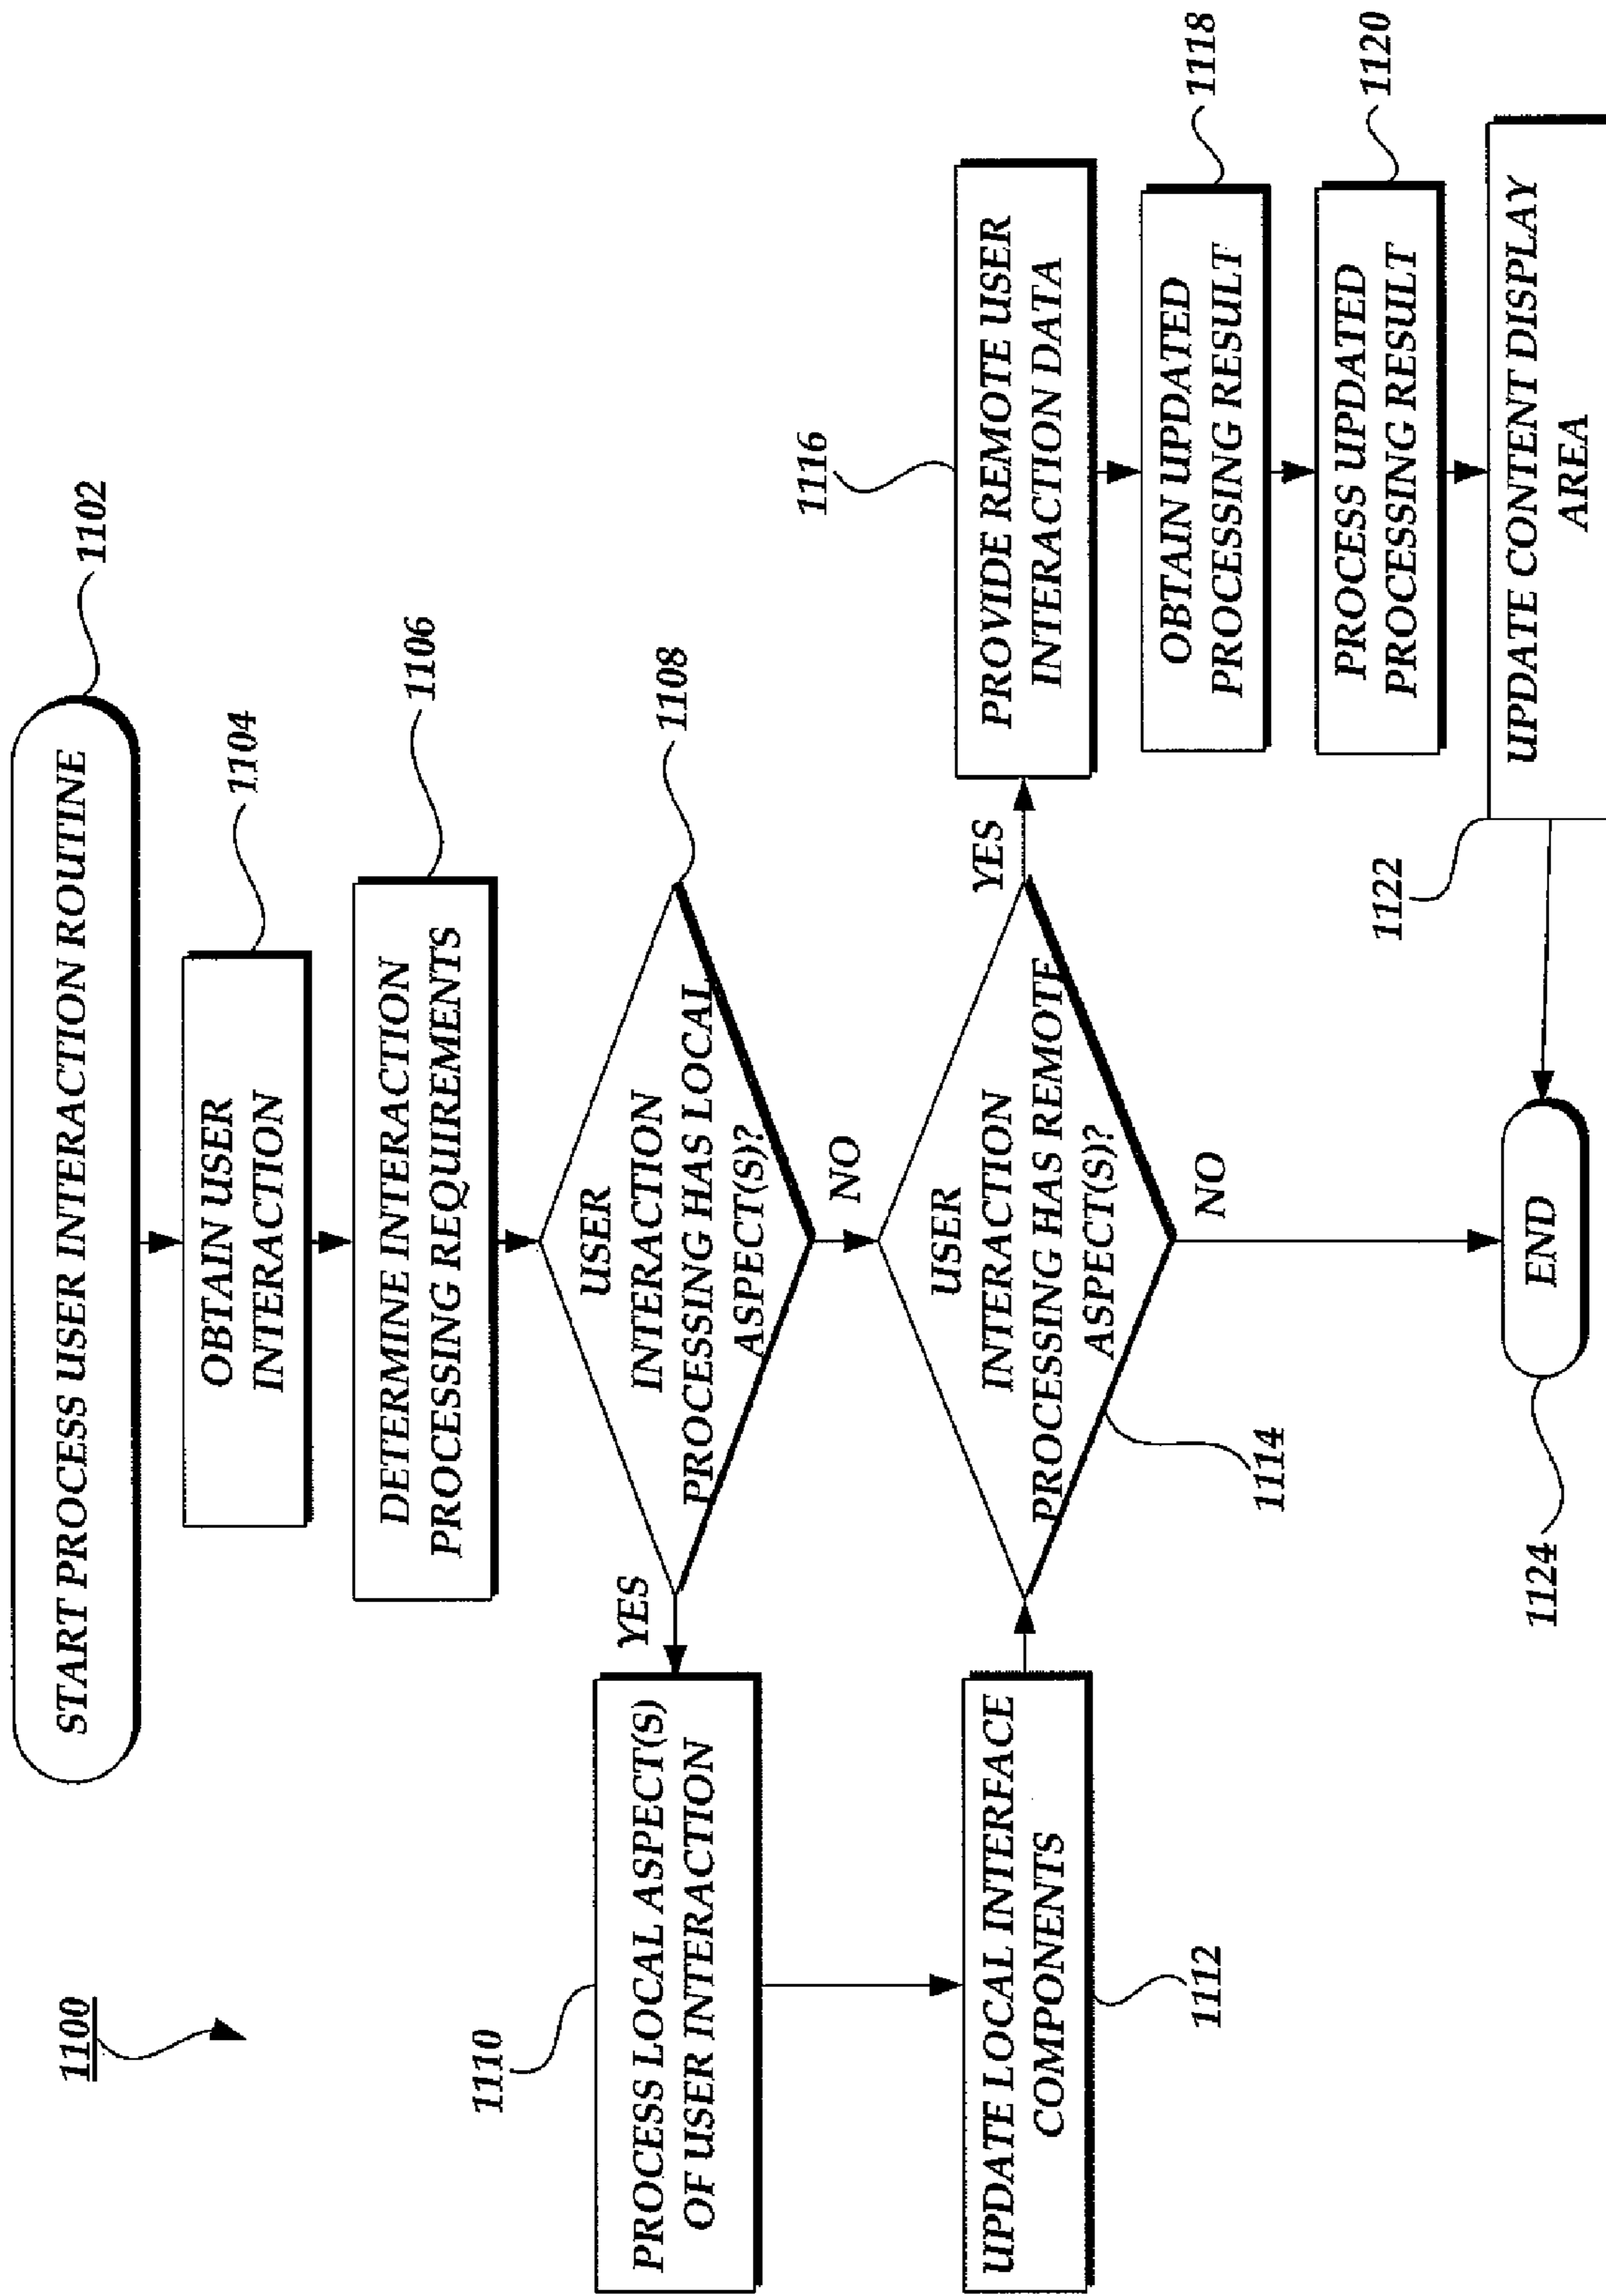 1100
START PROCESS USER INTERACTION ROUTINE
1102
OBTAIN USER
INTERACTION
1104
DETERMINE INTERACTION
PROCESSING REQUIREMENTS
1106
USER
INTERACTION
PROCESSING HAS LOCAL
ASPECT(S)?
1108
YES
NO
PROCESS LOCAL ASPECT(S)
OF USER INTERACTION
1110
UPDATE LOCAL INTERFACE
COMPONENTS
1112
USER
INTERACTION
PROCESSING HAS REMOTE
ASPECT(S)?
1114
YES
NO
PROVIDE REMOTE USER
INTERACTION DATA
1116
OBTAIN UPDATED
PROCESSING RESULT
1118
PROCESS UPDATED
PROCESSING RESULT
1120
UPDATE CONTENT DISPLAY
AREA
1122
END
1124